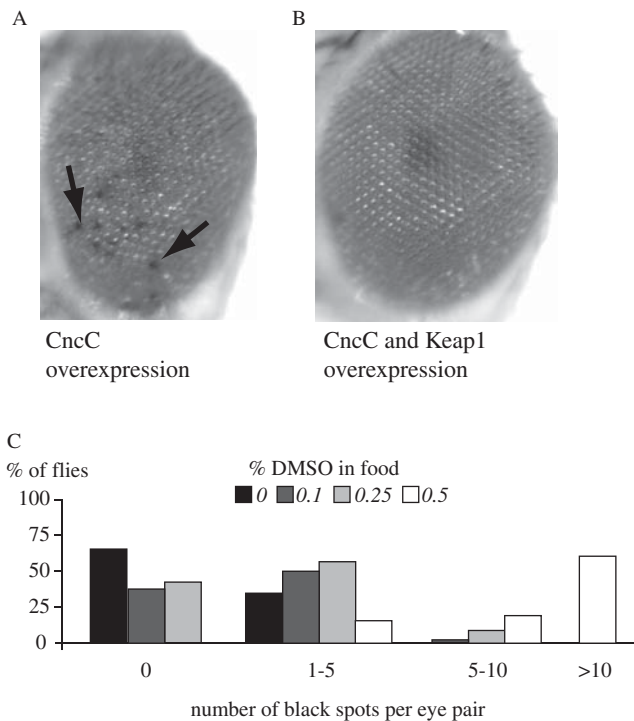 A
B
CncC
overexpression
CncC and Keap1
overexpression
C
% of flies
% DMSO in food
0 0.1 0.25 0.5
100
75
50
25
0
0 1-5 5-10 >10
number of black spots per eye pair